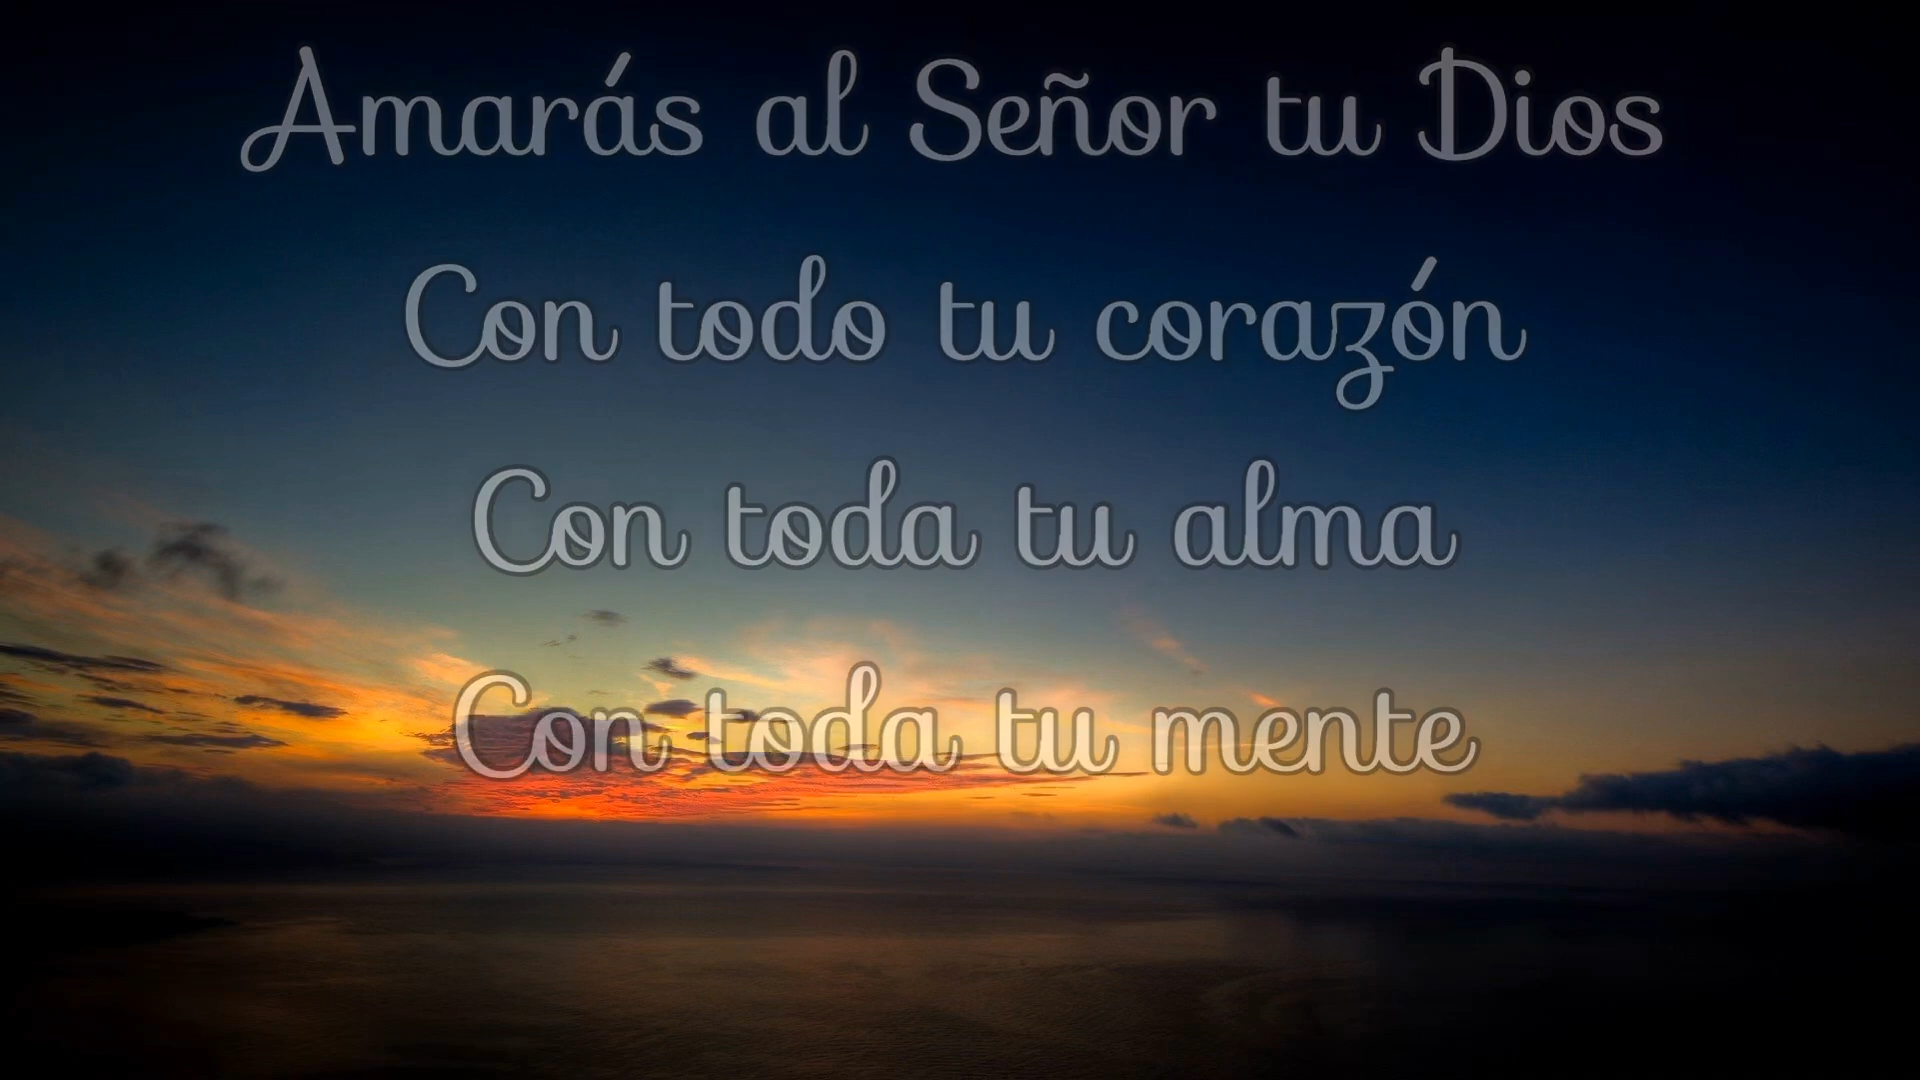 Amarás al Señor tu Dios
Con todo tu corazón
Con toda tu alma
Con toda tu mente